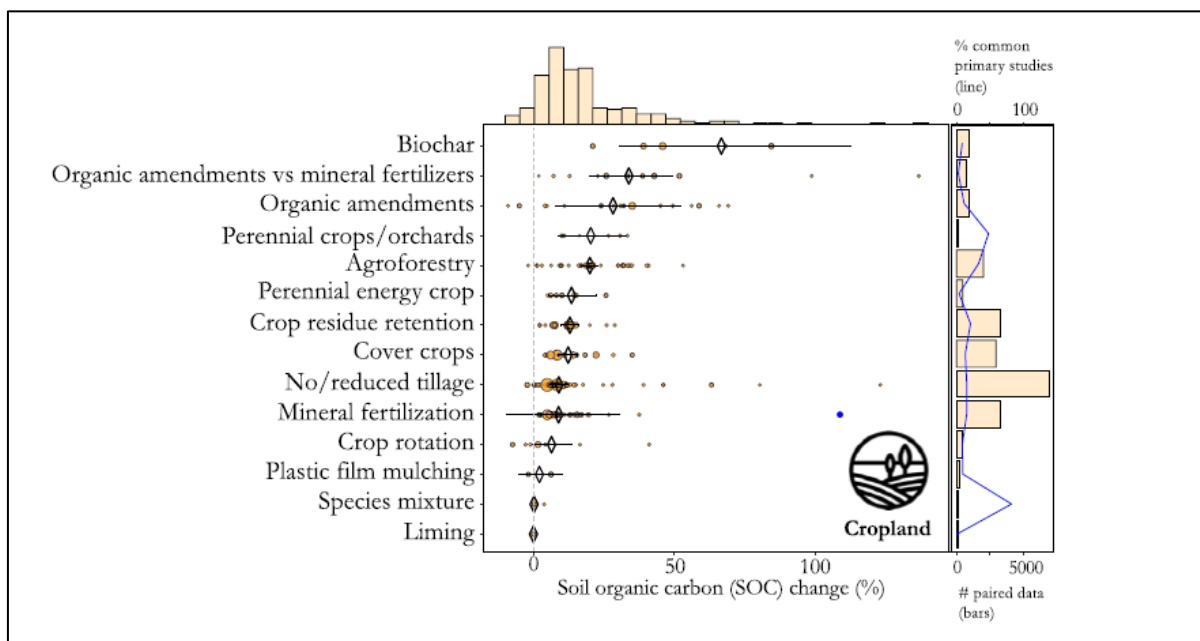 % common
primary studies
(line)
0 100
Biochar
Organic amendments vs mineral fertilizers
Organic amendments
Perennial crops/orchards
Agroforestry
Perennial energy crop
Crop residue retention
Cover crops
No/reduced tillage
Mineral fertilization
Crop rotation
Plastic film mulching
Species mixture
Liming
Cropland
0 50 100
Soil organic carbon (SOC) change (%)
0 5000
# paired data
(bars)